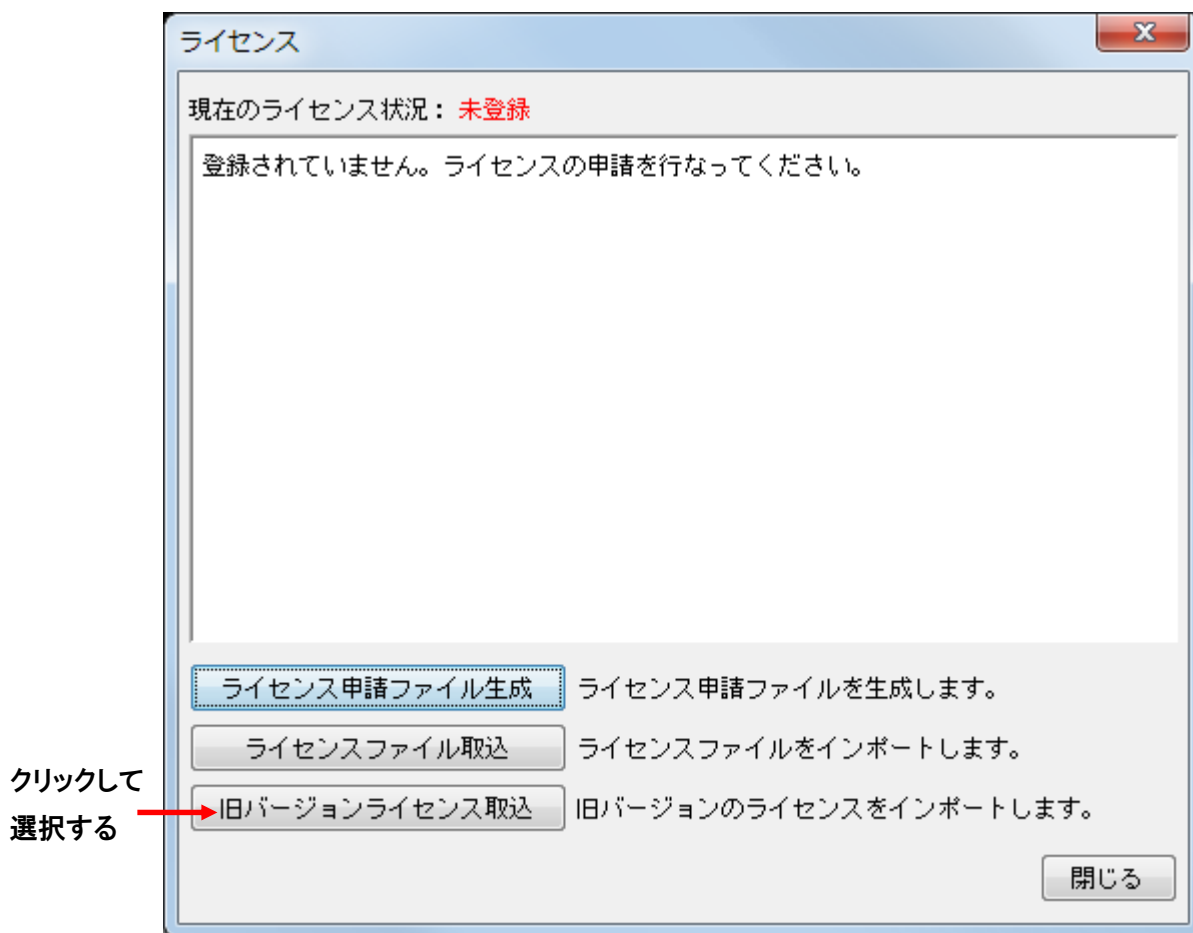 ライセンス
現在のライセンス状況： 未登録
登録されていません。ライセンスの申請を行なってください。
ライセンス申請ファイル生成 ライセンス申請ファイルを生成します。
ライセンスファイル取込 ライセンスファイルをインポートします。
クリックして
選択する
旧バージョンライセンス取込 旧バージョンのライセンスをインポートします。
閉じる